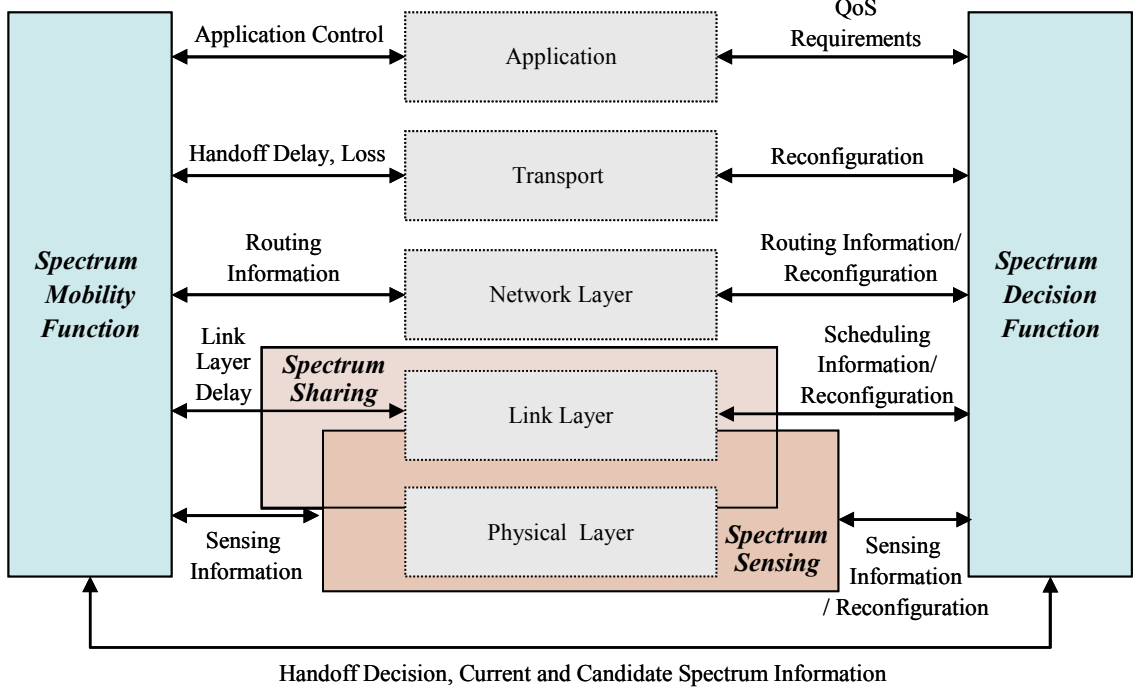 QoS
Requirements
Application Control
Application
Handoff Delay, Loss
Transport
Reconfiguration
Routing
Information
Network Layer
Routing Information/
Reconfiguration
Spectrum
Mobility
Function
Spectrum
Decision
Function
Link
Layer
Delay
Spectrum
Sharing
Link Layer
Scheduling
Information/
Reconfiguration
Physical Layer
Spectrum
Sensing
Sensing
Information
Sensing
Information
/ Reconfiguration
Handoff Decision, Current and Candidate Spectrum Information